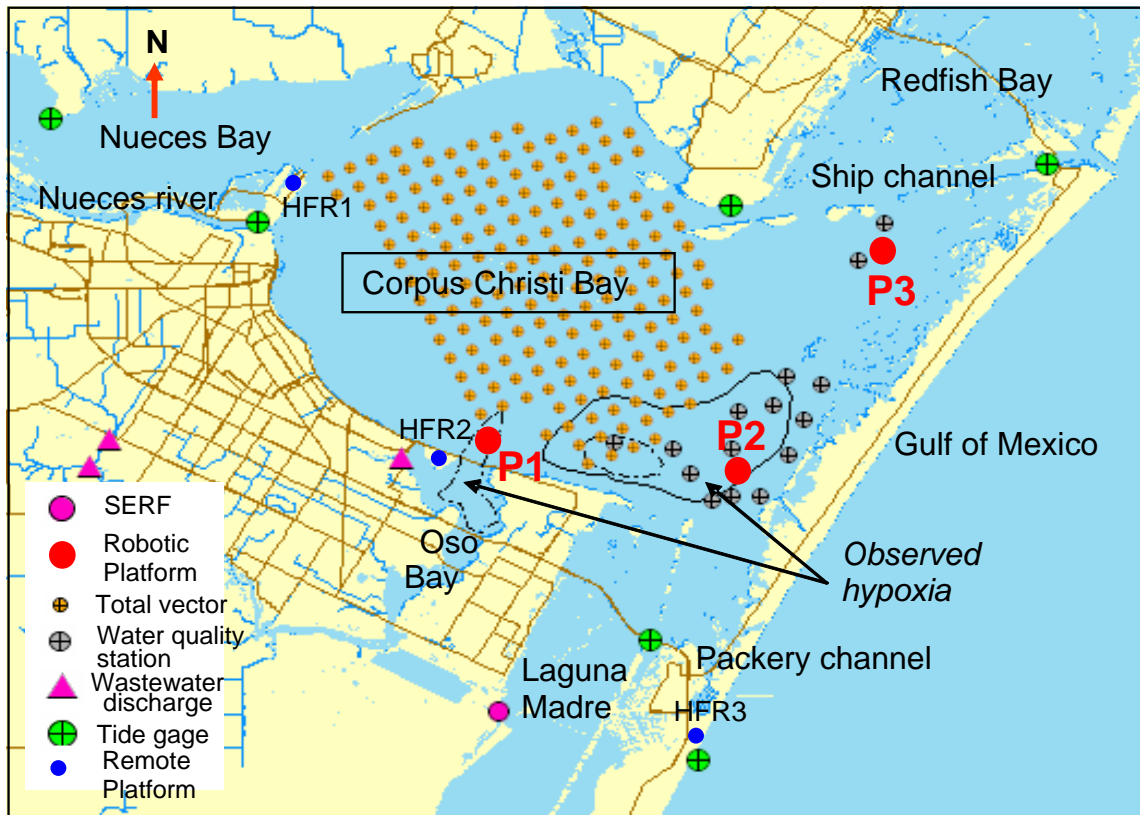 N
Redfish Bay
Nueces Bay
Ship channel
Nueces river
HFR1
Corpus Christi Bay
P3
HFR2
P1
P2
Gulf of Mexico
Oso
Bay
Observed
hypoxia
Laguna
Madre
Packery channel
HFR3
SERF
Robotic
Platform
Total vector
Water quality
station
Wastewater
discharge
Tide gage
Remote
Platform